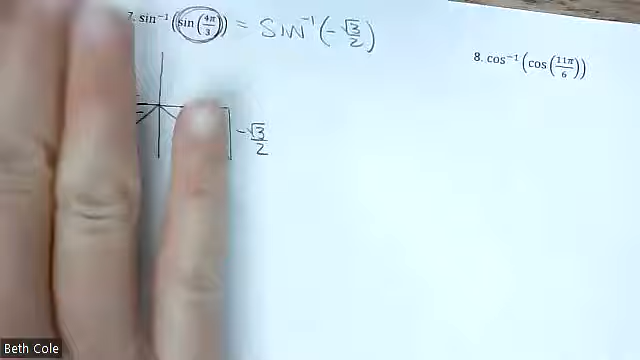 7. sin⁻¹(sin(4π/3)) = SIN⁻¹(-√3/2)
8. cos⁻¹(cos(11π/6))
-√3/2
Beth Cole